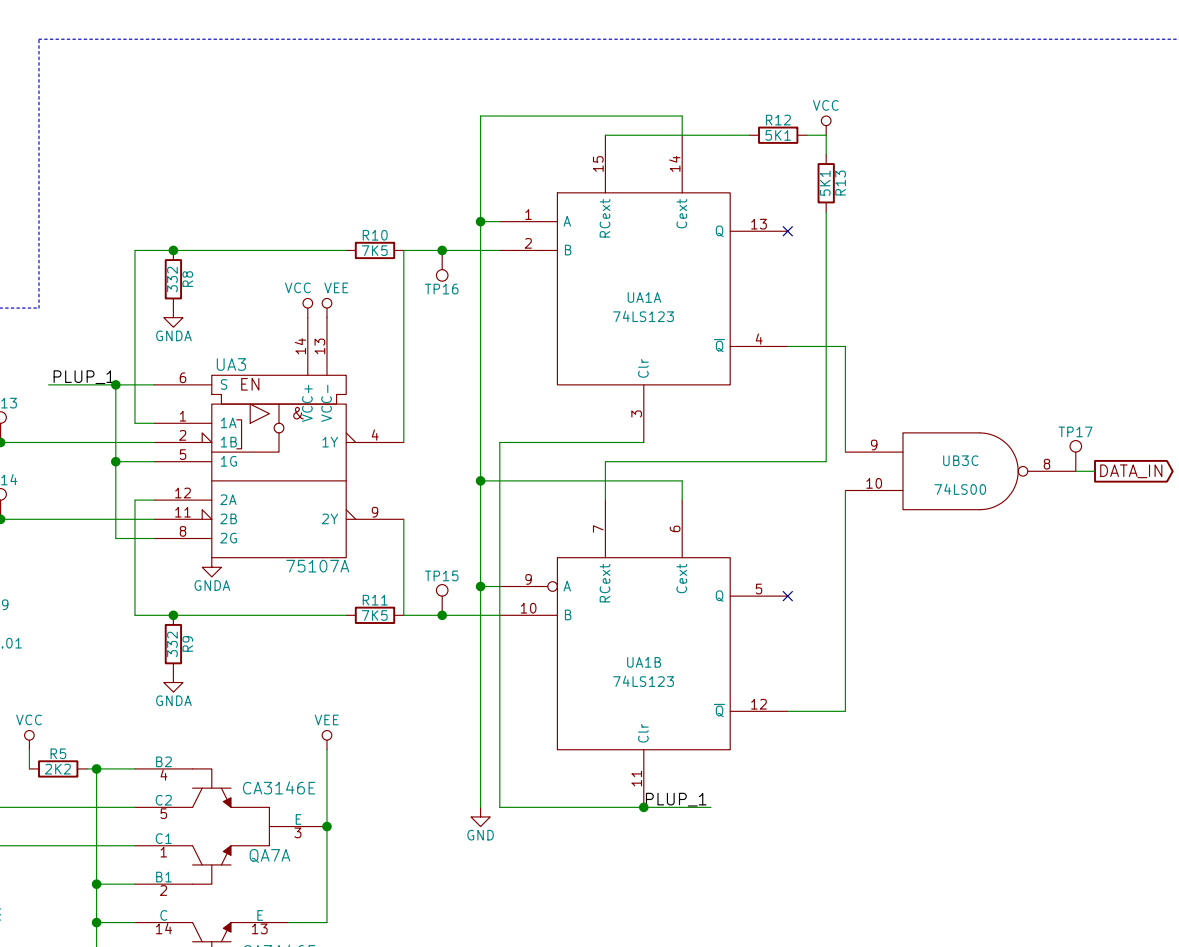 VCC
R12
5K1
5K1
R13
15
14
RCext
Cext
1
A
2
B
Q
13
UA1A
74LS123
Q
4
Clr
3
R10
7K5
332
R8
GNDA
TP16
VCC
VEE
14
13
UA3
PLUP_1
6
S
EN
VCC+
VCC-
&
1
1A
2
1B
5
1G
1Y
4
12
2A
11
2B
8
2G
2Y
9
75107A
GNDA
13
14
9
.01
TP15
R11
7K5
332
R9
GNDA
9
10
UB3C
74LS00
8
TP17
DATA_IN
7
6
RCext
Cext
9
A
10
B
Q
5
UA1B
74LS123
Q
12
Clr
11
PLUP_1
GND
VCC
R5
2K2
VEE
B2
4
C2
5
CA3146E
E
3
C1
1
QA7A
B1
2
C
14
E
13